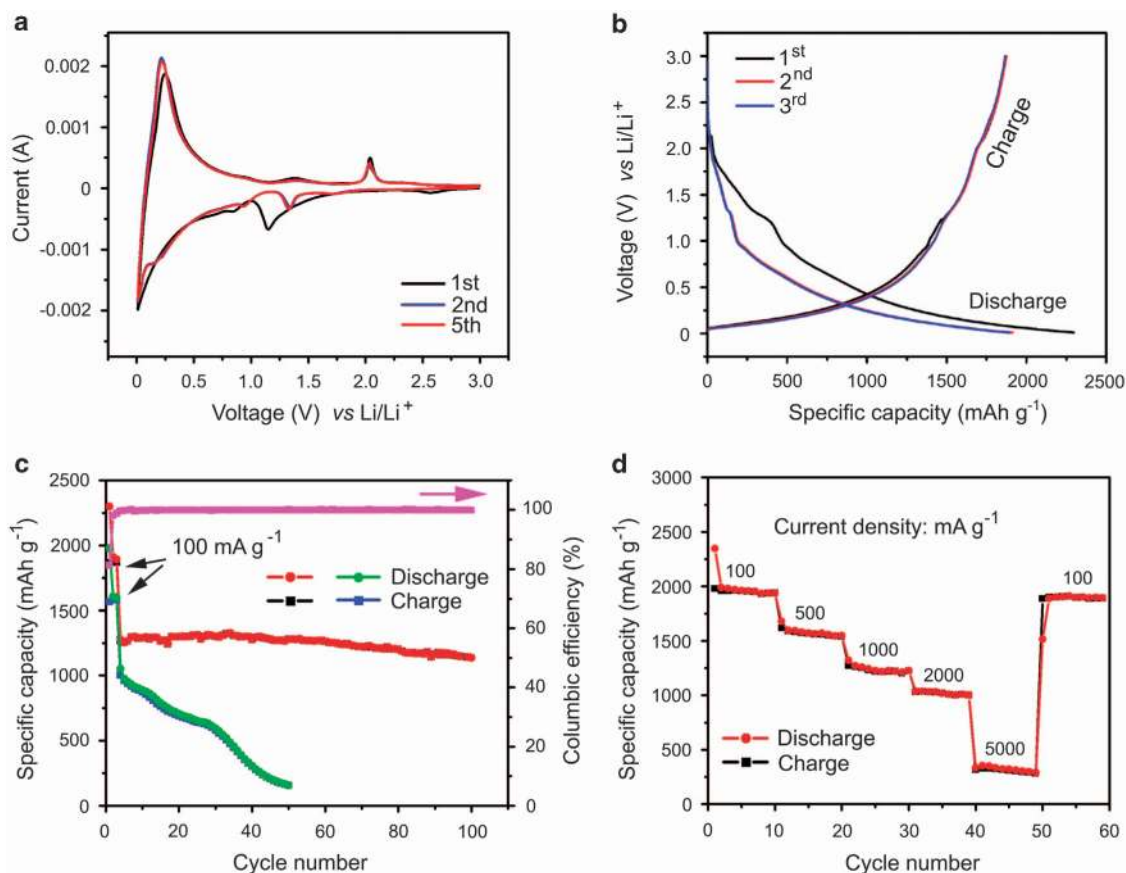 a
Current (A)
0.002
0.001
0
-0.001
-0.002
0
0.5
1.0
1.5
2.0
2.5
3.0
Voltage (V) vs Li/Li+
1st
2nd
5th
b
Voltage (V) vs Li/Li+
3.0
2.5
2.0
1.5
1.0
0.5
0
0
500
1000
1500
2000
2500
Specific capacity (mAh g-1)
1st
2nd
3rd
Charge
Discharge
c
Specific capacity (mAh g-1)
2500
2000
1750
1500
1250
1000
750
500
250
0
0
20
40
60
80
100
Cycle number
100
80
60
40
20
0
Columbic efficiency (%)
100 mA g-1
Discharge
Charge
d
Specific capacity (mAh g-1)
3000
2500
2000
1500
1000
500
0
0
10
20
30
40
50
60
Cycle number
Current density: mA g-1
100
500
1000
2000
5000
100
Discharge
Charge